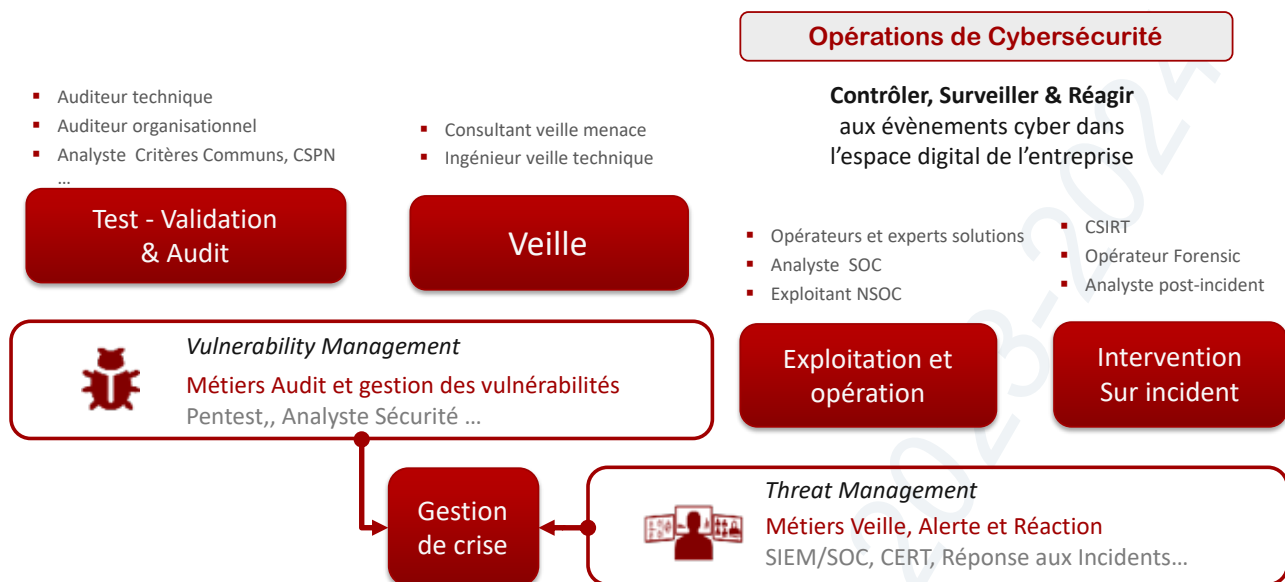 Opérations de Cybersécurité
Contrôler, Surveiller & Réagir
aux évènements cyber dans
l'espace digital de l'entreprise
▪ Auditeur technique
▪ Auditeur organisationnel
▪ Analyste Critères Communs, CSPN
...
Test - Validation
& Audit
▪ Consultant veille menace
▪ Ingénieur veille technique
Veille
▪ Opérateurs et experts solutions
▪ Analyste SOC
▪ Exploitant NSOC
Exploitation et
opération
▪ CSIRT
▪ Opérateur Forensic
▪ Analyste post-incident
Intervention
Sur incident
Vulnerability Management
Métiers Audit et gestion des vulnérabilités
Pentest,, Analyste Sécurité ...
Gestion
de crise
Threat Management
Métiers Veille, Alerte et Réaction
SIEM/SOC, CERT, Réponse aux Incidents...
2023-2024